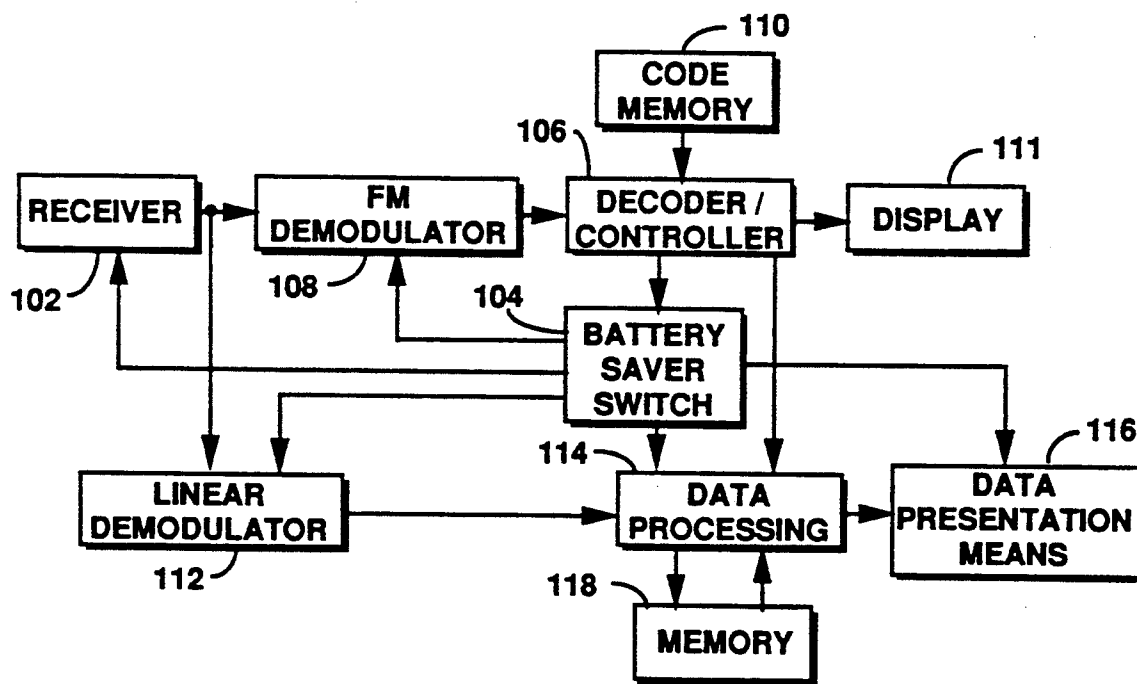 110
CODE
MEMORY
106
111
RECEIVER
FM
DEMODULATOR
DECODER /
CONTROLLER
DISPLAY
102
108
104
BATTERY
SAVER
SWITCH
114
116
LINEAR
DEMODULATOR
DATA
PROCESSING
DATA
PRESENTATION
MEANS
112
118
MEMORY